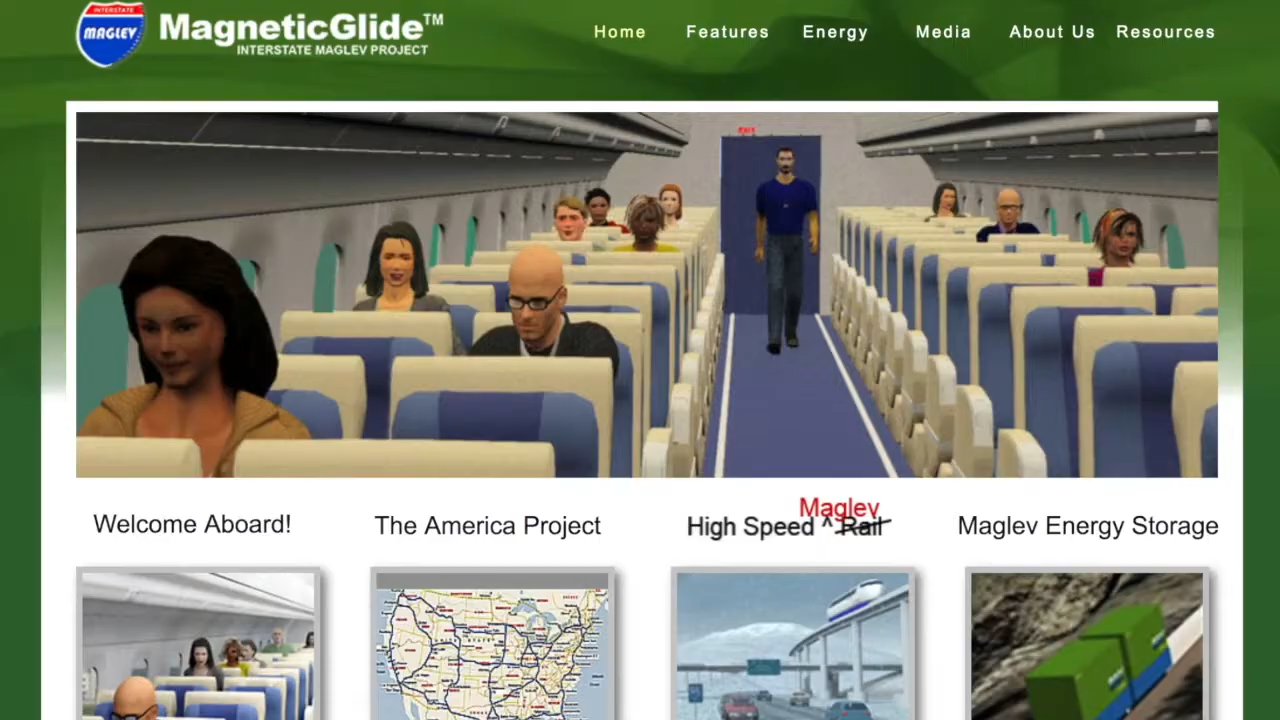 INTERSTATE
MAGLEV
MagneticGlide™
INTERSTATE MAGLEV PROJECT
Home Features Energy Media About Us Resources
Welcome Aboard!
The America Project
Maglev
High Speed ^ Rail
Maglev Energy Storage